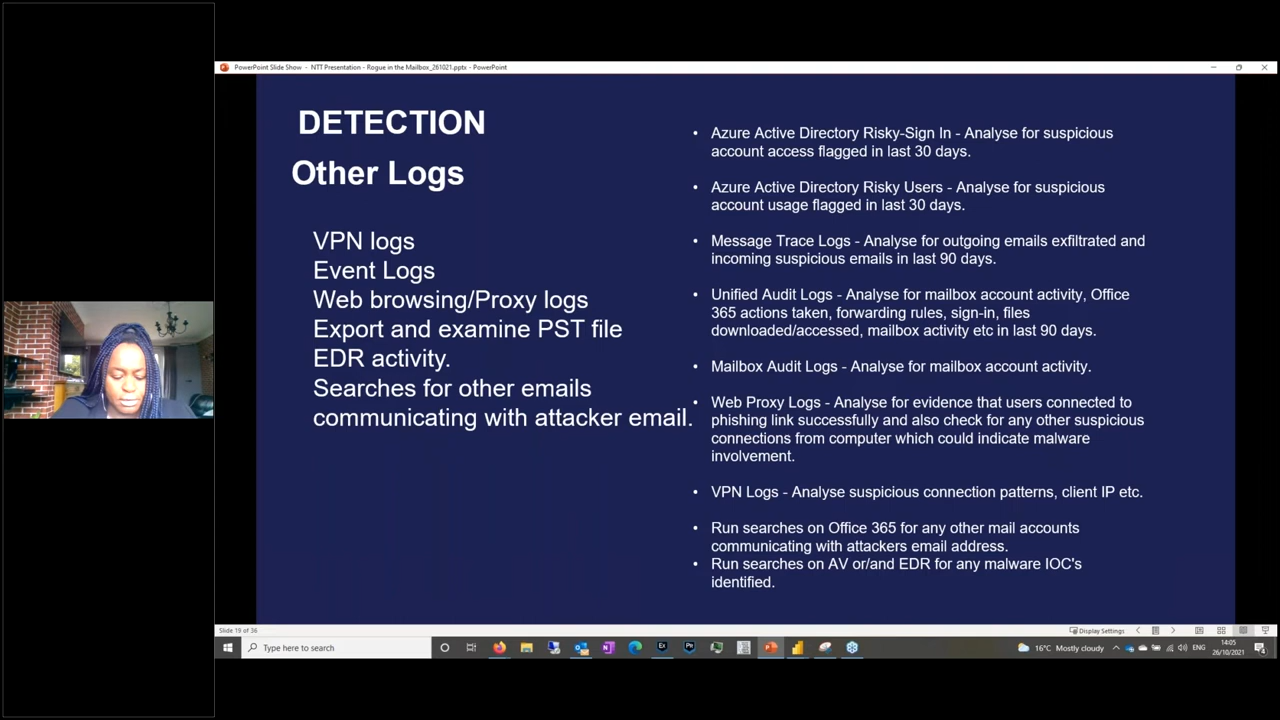 PowerPoint Slide Show - NTT Presentation - Rogue in the Mailbox_261021.pptx - PowerPoint
DETECTION
Other Logs
VPN logs
Event Logs
Web browsing/Proxy logs
Export and examine PST file
EDR activity.
Searches for other emails
communicating with attacker email.
• Azure Active Directory Risky-Sign In - Analyse for suspicious
account access flagged in last 30 days.
• Azure Active Directory Risky Users - Analyse for suspicious
account usage flagged in last 30 days.
• Message Trace Logs - Analyse for outgoing emails exfiltrated and
incoming suspicious emails in last 90 days.
• Unified Audit Logs - Analyse for mailbox account activity, Office
365 actions taken, forwarding rules, sign-in, files
downloaded/accessed, mailbox activity etc in last 90 days.
• Mailbox Audit Logs - Analyse for mailbox account activity.
• Web Proxy Logs - Analyse for evidence that users connected to
phishing link successfully and also check for any other suspicious
connections from computer which could indicate malware
involvement.
• VPN Logs - Analyse suspicious connection patterns, client IP etc.
• Run searches on Office 365 for any other mail accounts
communicating with attackers email address.
• Run searches on AV or/and EDR for any malware IOC's
identified.
Slide 19 of 36
Display Settings
Type here to search
Ex
Pr
16°C Mostly cloudy
ENG
14:05
26/10/2021